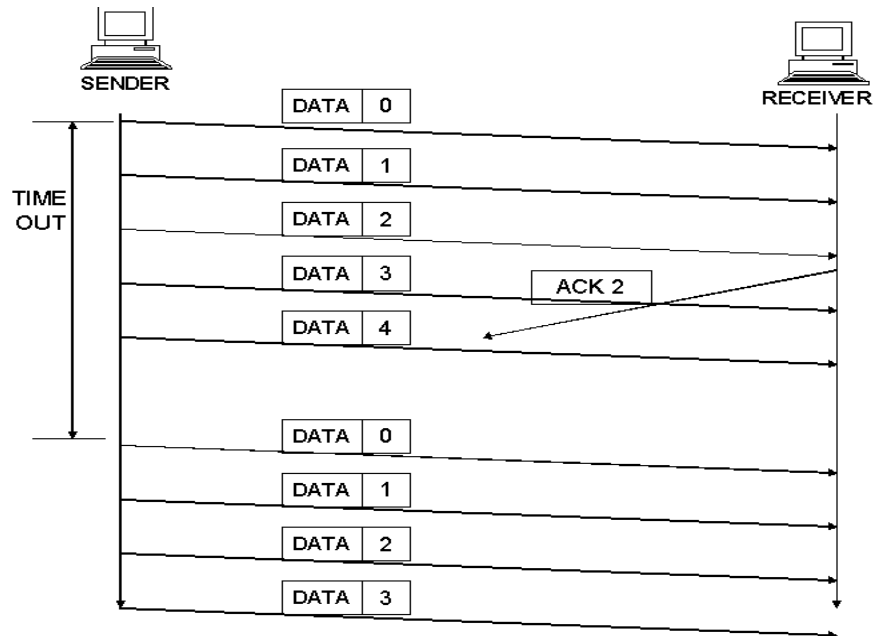 SENDER
RECEIVER
DATA 0
DATA 1
TIME
OUT
DATA 2
DATA 3
ACK 2
DATA 4
DATA 0
DATA 1
DATA 2
DATA 3